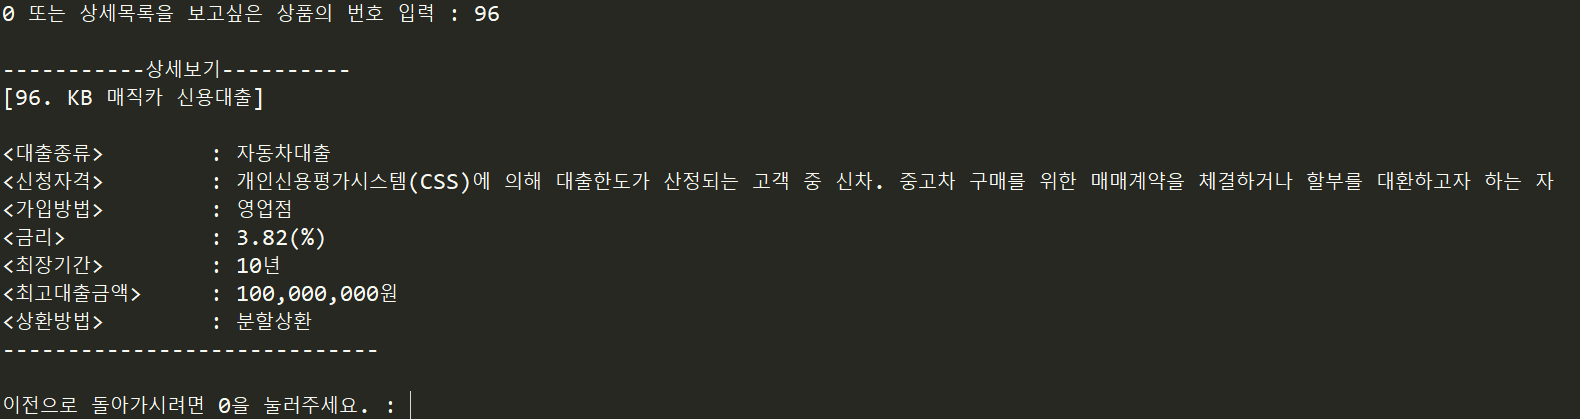 0 또는 상세목록을 보고싶은 상품의 번호 입력 : 96
-----------상세보기----------
[96. KB 매직카 신용대출]
<대출종류> : 자동차대출
<신청자격> : 개인신용평가시스템(CSS)에 의해 대출한도가 산정되는 고객 중 신차. 중고차 구매를 위한 매매계약을 체결하거나 할부를 대환하고자 하는 자
<가입방법> : 영업점
<금리> : 3.82(%)
<최장기간> : 10년
<최고대출금액> : 100,000,000원
<상환방법> : 분할상환
-----------------------------
이전으로 돌아가시려면 0을 눌러주세요. :